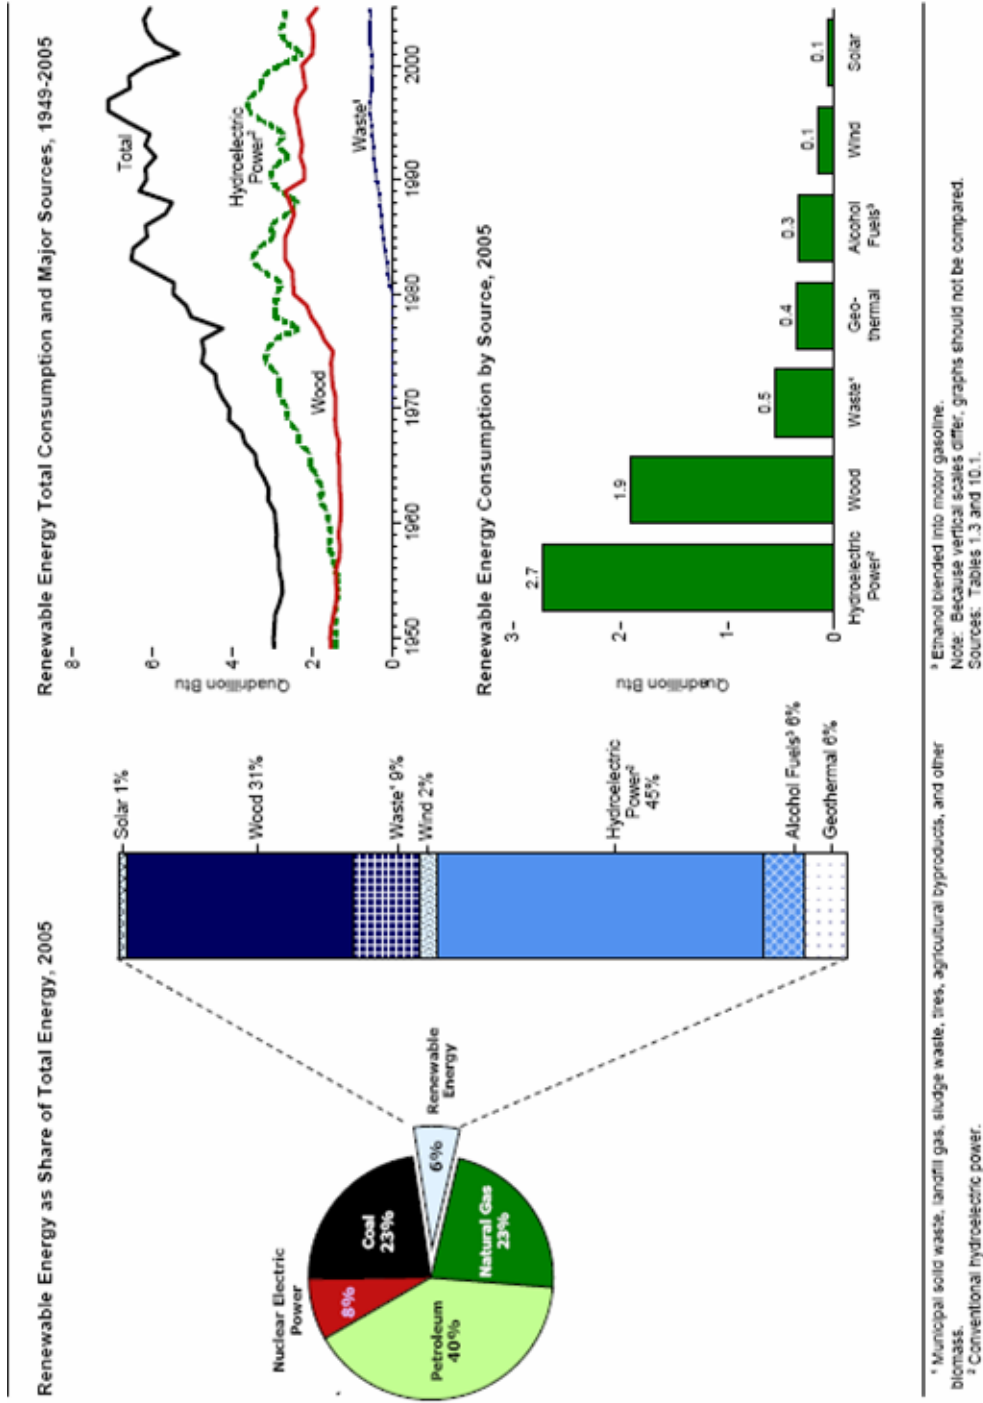 Renewable Energy as Share of Total Energy, 2005
Nuclear Electric
Power
8%
Coal
23%
Renewable
Energy
6%
Petroleum
40%
Natural Gas
23%
Solar 1%
Wood 31%
Waste¹ 9%
Wind 2%
Hydroelectric
Power²
45%
Alcohol Fuels³ 6%
Geothermal 6%
Renewable Energy Total Consumption and Major Sources, 1949-2005
8-
6-
4-
2-
0
Quadrillion Btu
Total
Hydroelectric
Power²
Wood
Waste¹
1950
1960
1970
1980
1990
2000
Renewable Energy Consumption by Source, 2005
3-
2-
1-
0
Quadrillion Btu
2.7
1.9
0.5
0.4
0.3
0.1
0.1
Hydroelectric
Power²
Wood
Waste¹
Geo-
thermal
Alcohol
Fuels³
Wind
Solar
¹ Municipal solid waste, landfill gas, sludge waste, tires, agricultural byproducts, and other
biomass.
² Conventional hydroelectric power.
³ Ethanol blended into motor gasoline.
Note: Because vertical scales differ, graphs should not be compared.
Sources: Tables 1.3 and 10.1.